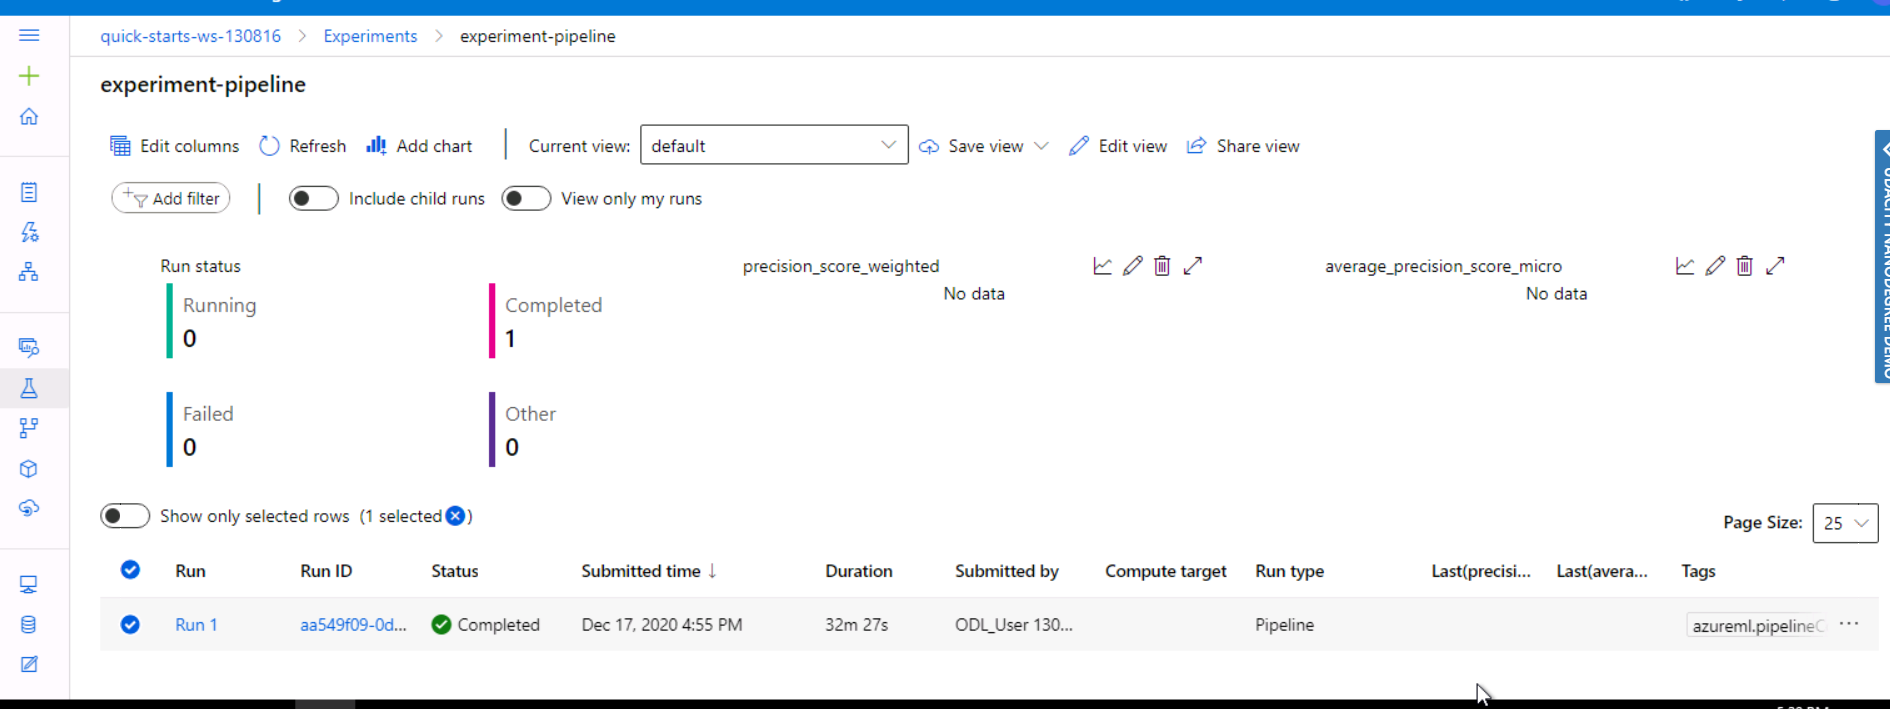 quick-starts-ws-130816 > Experiments > experiment-pipeline
experiment-pipeline
Edit columns Refresh Add chart Current view: default Save view Edit view Share view
Add filter Include child runs View only my runs
Run status precision_score_weighted average_precision_score_micro
No data No data
Running Completed
0 1
Failed Other
0 0
Show only selected rows (1 selected )
Page Size: 25
Run Run ID Status Submitted time ↓ Duration Submitted by Compute target Run type Last(precisi... Last(avera... Tags
Run 1 aa549f09-0d... Completed Dec 17, 2020 4:55 PM 32m 27s ODL_User 130... Pipeline azureml.pipelineC ...
UDACITY NANODEGREE DEMO